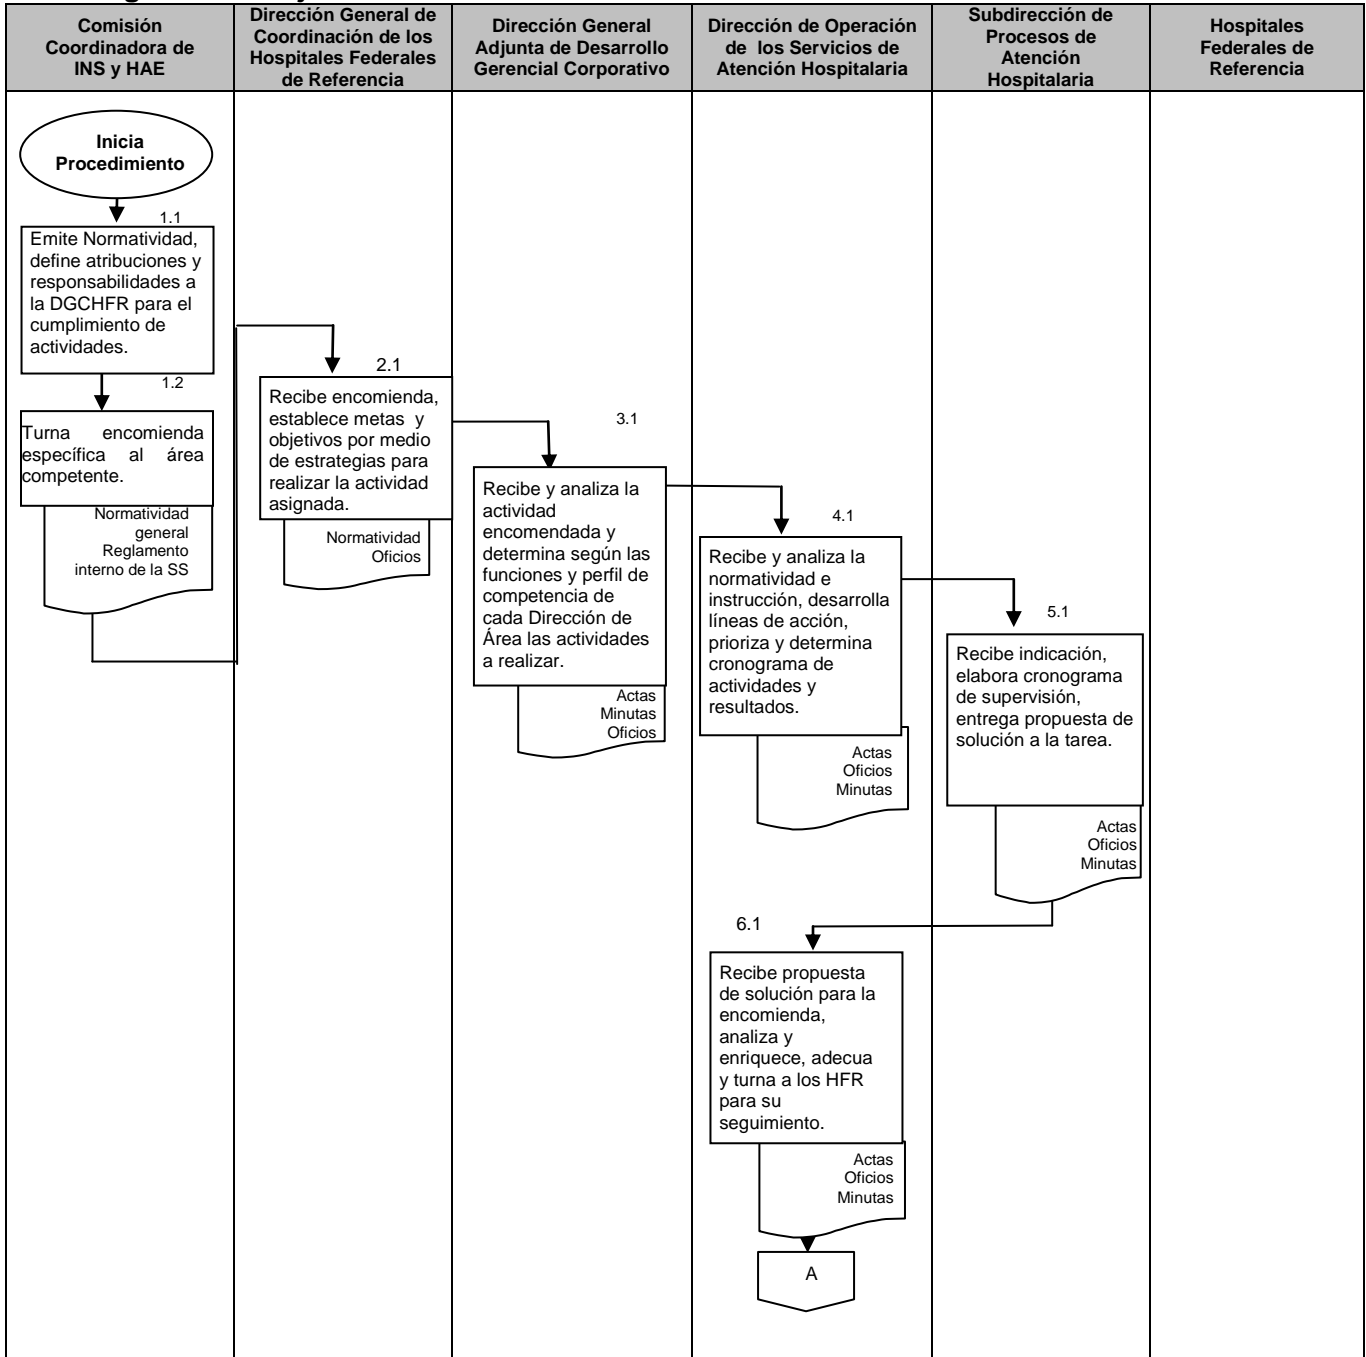 Comisión
Coordinadora de
INS y HAE
Dirección General de
Coordinación de los
Hospitales Federales
de Referencia
Dirección General
Adjunta de Desarrollo
Gerencial Corporativo
Dirección de Operación
de los Servicios de
Atención Hospitalaria
Subdirección de
Procesos de
Atención
Hospitalaria
Hospitales
Federales de
Referencia
Inicia
Procedimiento
1.1
Emite Normatividad,
define atribuciones y
responsabilidades a
la DGCHFR para el
cumplimiento de
actividades.
1.2
Turna encomienda
específica al área
competente.
Normatividad
general
Reglamento
interno de la SS
2.1
Recibe encomienda,
establece metas y
objetivos por medio
de estrategias para
realizar la actividad
asignada.
Normatividad
Oficios
3.1
Recibe y analiza la
actividad
encomendada y
determina según las
funciones y perfil de
competencia de
cada Dirección de
Área las actividades
a realizar.
Actas
Minutas
Oficios
4.1
Recibe y analiza la
normatividad e
instrucción, desarrolla
líneas de acción,
prioriza y determina
cronograma de
actividades y
resultados.
Actas
Oficios
Minutas
5.1
Recibe indicación,
elabora cronograma
de supervisión,
entrega propuesta de
solución a la tarea.
Actas
Oficios
Minutas
6.1
Recibe propuesta
de solución para la
encomienda,
analiza y
enriquece, adecua
y turna a los HFR
para su
seguimiento.
Actas
Oficios
Minutas
A